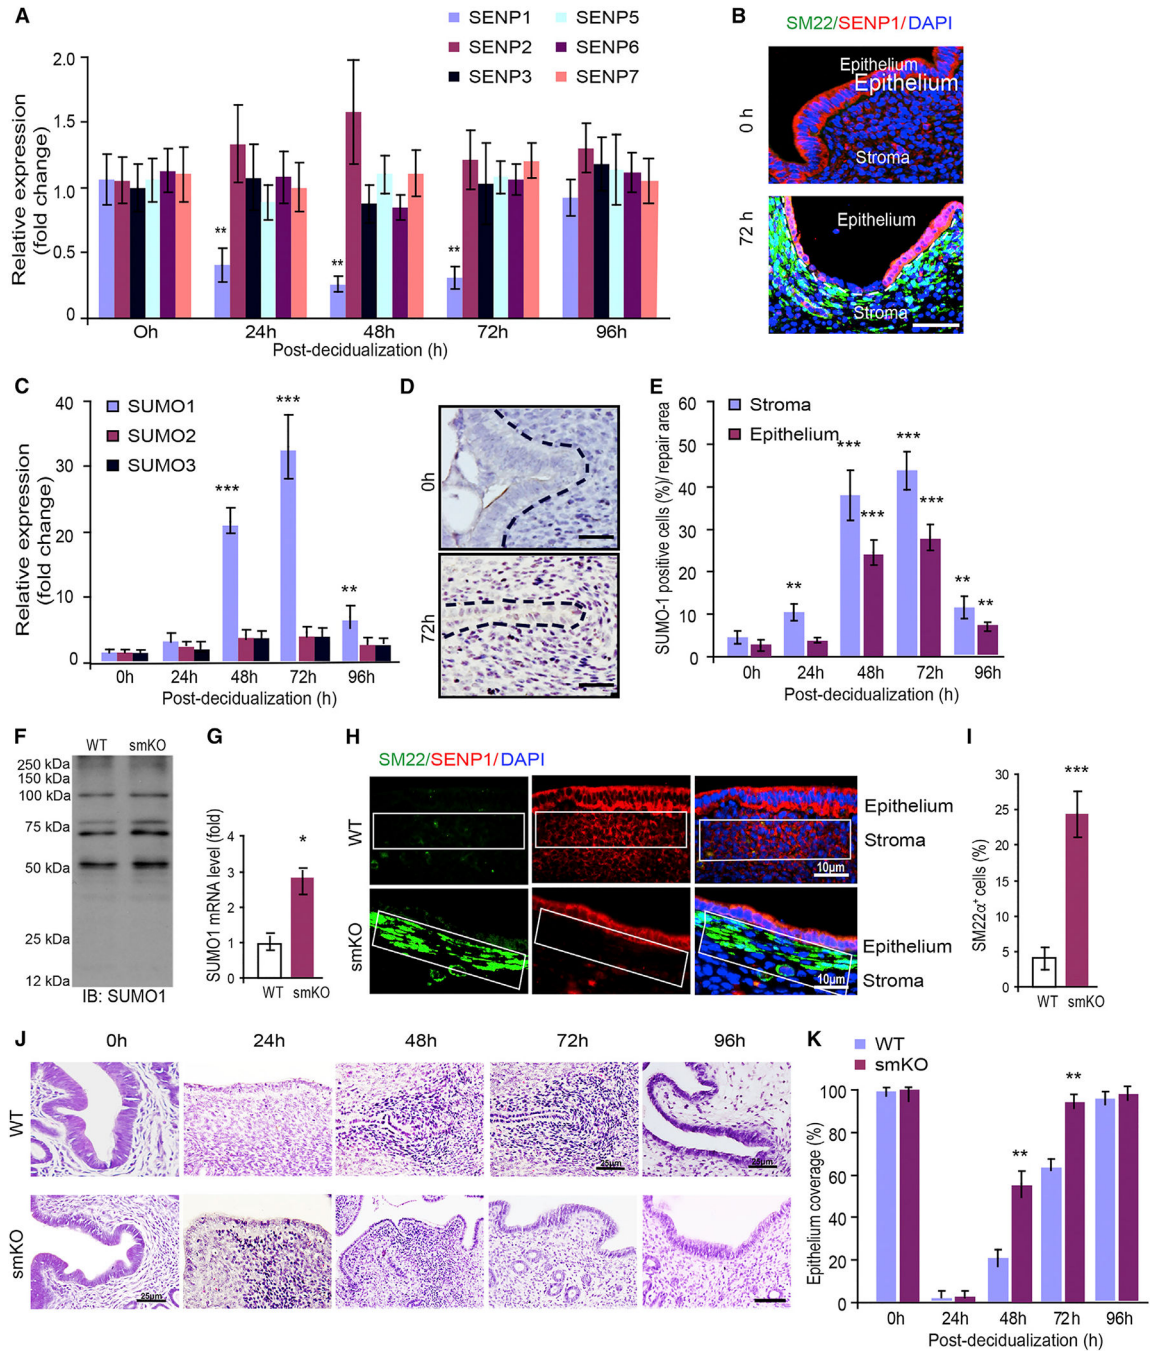 A
SENP1
SENP2
SENP3
SENP5
SENP6
SENP7
Relative expression
(fold change)
2.0
1.5
1.0
0.5
0
**
**
**
Oh
24h
48h
72h
96h
Post-decidualization (h)
B
SM22/SENP1/DAPI
0 h
Epithelium
Epithelium
Stroma
72 h
Epithelium
Stroma
C
SUMO1
SUMO2
SUMO3
Relative expression
(fold change)
40
30
20
10
0
***
***
**
0h
24h
48h
72h
96h
Post-decidualization (h)
D
0h
72h
E
Stroma
Epithelium
SUMO-1 positive cells (%)/ repair area
60
50
40
30
20
10
0
**
***
***
***
***
**
**
0h
24h
48h
72h
96h
Post-decidualization (h)
F
WT
smKO
250 kDa
150 kDa
100 kDa
75 kDa
50 kDa
25 kDa
12 kDa
IB: SUMO1
G
SUMO1 mRNA level (fold)
4
3
2
1
0
*
WT
smKO
H
SM22/SENP1/DAPI
WT
Epithelium
Stroma
10μm
smKO
Epithelium
Stroma
10μm
I
SM22α+ cells (%)
30
25
20
15
10
5
0
***
WT
smKO
J
0h
24h
48h
72h
96h
WT
25μm
25μm
smKO
25μm
K
WT
smKO
Epithelium coverage (%)
100
80
60
40
20
0
**
**
0h
24h
48h
72h
96h
Post-decidualization (h)